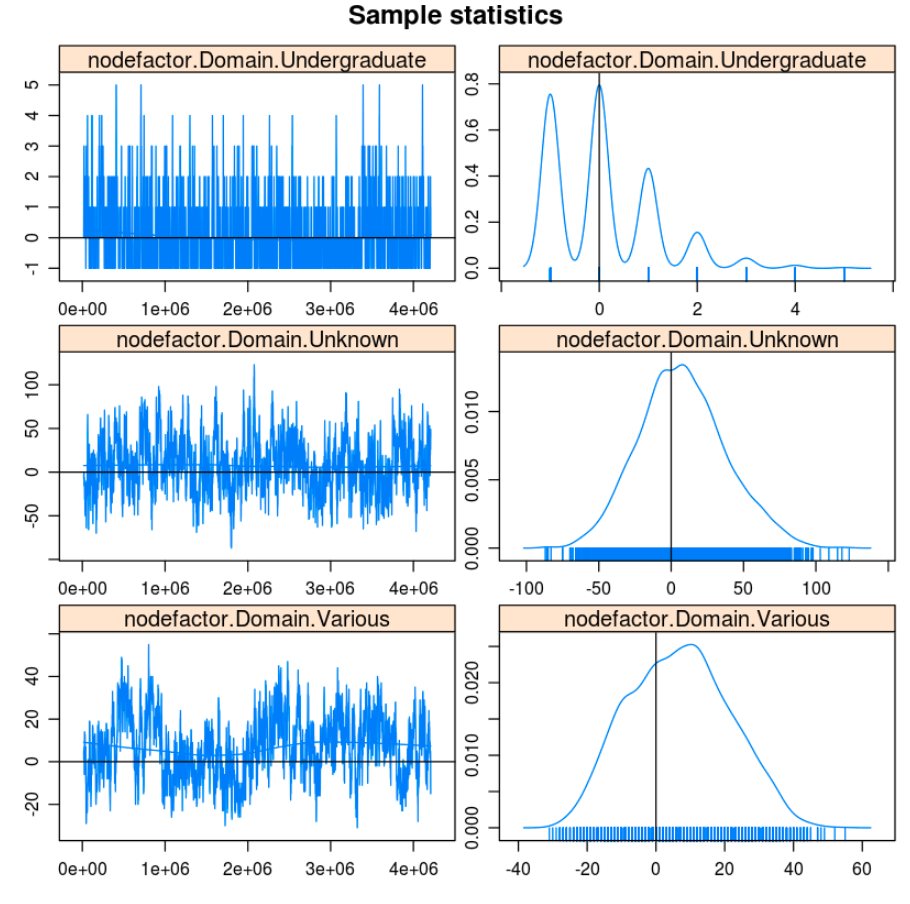 Sample statistics
nodefactor.Domain.Undergraduate
nodefactor.Domain.Undergraduate
5
4
3
2
1
0
-1
0.8
0.6
0.4
0.2
0.0
0e+00 1e+06 2e+06 3e+06 4e+06
0 2 4
nodefactor.Domain.Unknown
nodefactor.Domain.Unknown
100
50
0
-50
0.010
0.005
0.000
0e+00 1e+06 2e+06 3e+06 4e+06
-100 -50 0 50 100
nodefactor.Domain.Various
nodefactor.Domain.Various
40
20
0
-20
0.020
0.010
0.000
0e+00 1e+06 2e+06 3e+06 4e+06
-40 -20 0 20 40 60